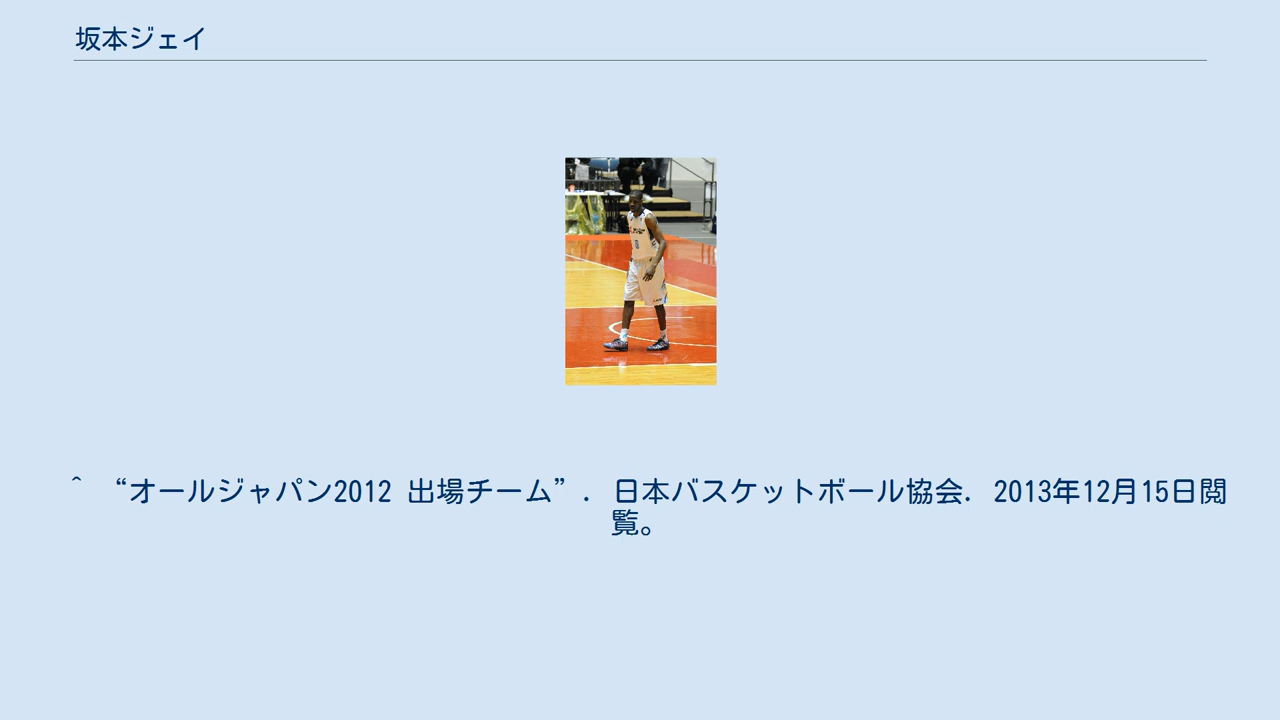 坂本ジェイ
^ “オールジャパン2012 出場チーム”. 日本バスケットボール協会. 2013年12月15日閲
覧。